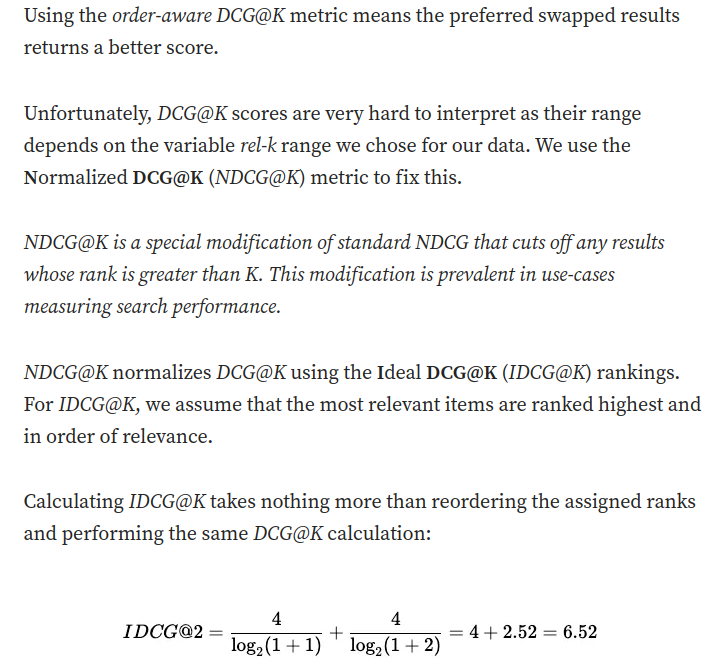 Using the order-aware DCG@K metric means the preferred swapped results
returns a better score.
Unfortunately, DCG@K scores are very hard to interpret as their range
depends on the variable rel-k range we chose for our data. We use the
Normalized DCG@K (NDCG@K) metric to fix this.
NDCG@K is a special modification of standard NDCG that cuts off any results
whose rank is greater than K. This modification is prevalent in use-cases
measuring search performance.
NDCG@K normalizes DCG@K using the Ideal DCG@K (IDCG@K) rankings.
For IDCG@K, we assume that the most relevant items are ranked highest and
in order of relevance.
Calculating IDCG@K takes nothing more than reordering the assigned ranks
and performing the same DCG@K calculation:
IDCG@2 = 4 / log₂(1 + 1) + 4 / log₂(1 + 2) = 4 + 2.52 = 6.52